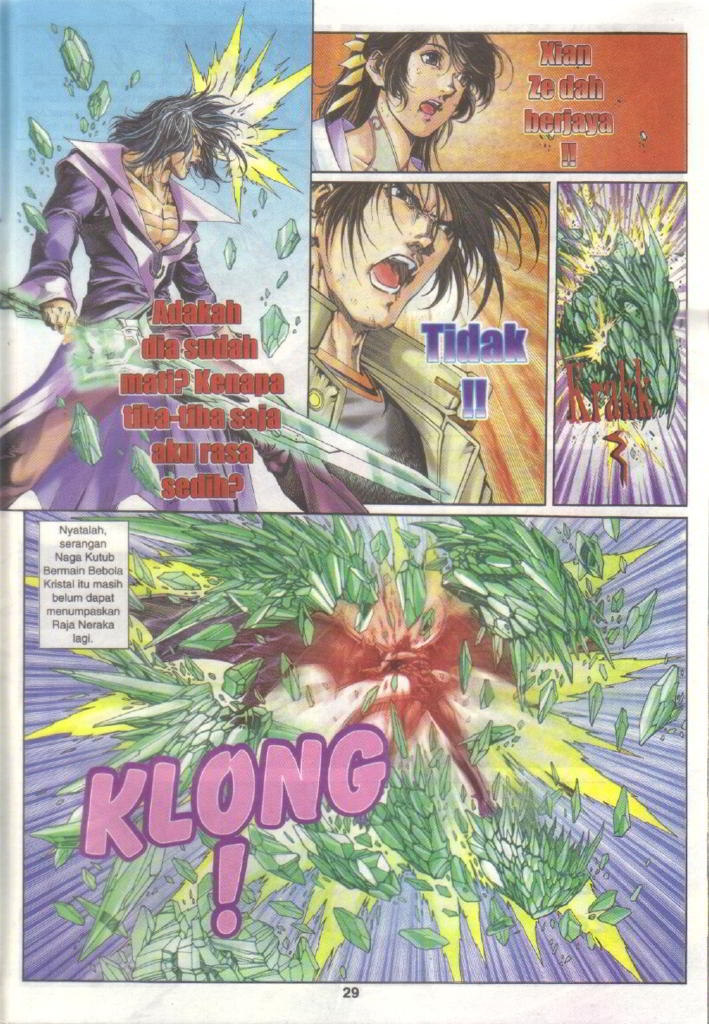 Adakah
dia sudah
mati? Kenapa
tiba-tiba saja
aku rasa
sedih?
Xian
Ze dah
berjaya
!!
Tidak
!!
Krakk
Nyatalah,
serangan
Naga Kutub
Bermain Bebola
Kristal itu masih
belum dapat
menumpaskan
Raja Neraka
lagi.
KLONG
!
29